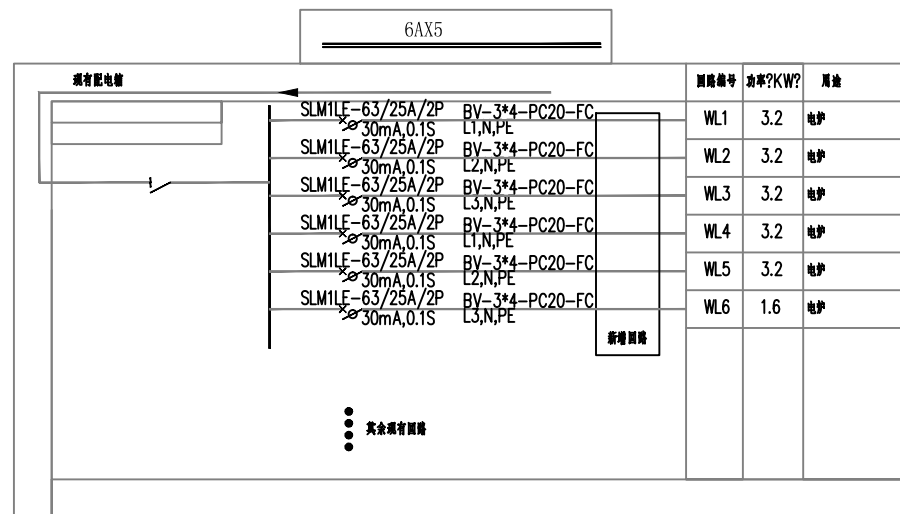 6AX5
现有配电箱
回路编号 功率?KW? 用途
SLM1LE-63/25A/2P BV-3*4-PC20-FC
30mA,0.1S L1,N,PE
WL1 3.2 电炉
SLM1LE-63/25A/2P BV-3*4-PC20-FC
30mA,0.1S L2,N,PE
WL2 3.2 电炉
SLM1LE-63/25A/2P BV-3*4-PC20-FC
30mA,0.1S L3,N,PE
WL3 3.2 电炉
SLM1LE-63/25A/2P BV-3*4-PC20-FC
30mA,0.1S L1,N,PE
WL4 3.2 电炉
SLM1LE-63/25A/2P BV-3*4-PC20-FC
30mA,0.1S L2,N,PE
WL5 3.2 电炉
SLM1LE-63/25A/2P BV-3*4-PC20-FC
30mA,0.1S L3,N,PE
WL6 1.6 电炉
新增回路
其余现有回路